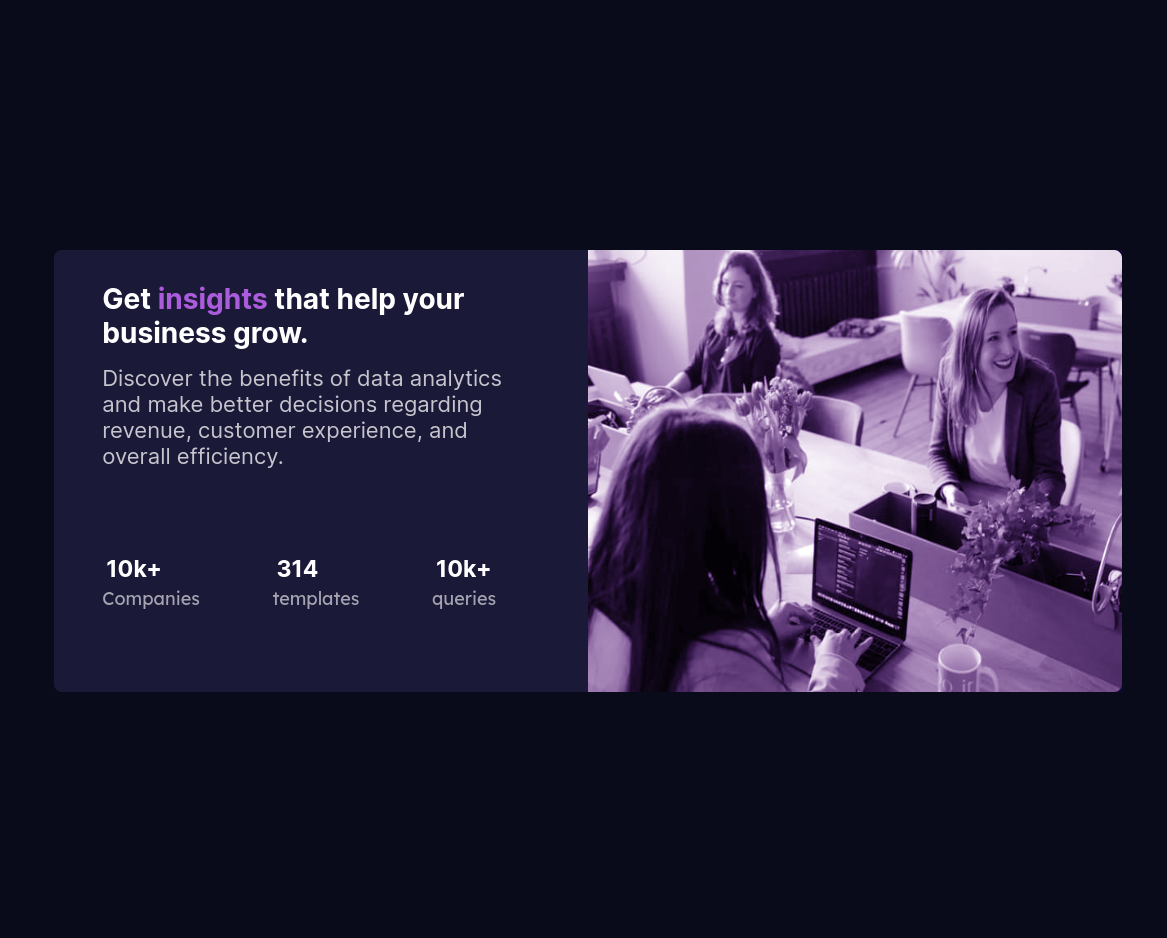 Get insights that help your
business grow.
Discover the benefits of data analytics
and make better decisions regarding
revenue, customer experience, and
overall efficiency.
10k+ 314 10k+
Companies templates queries